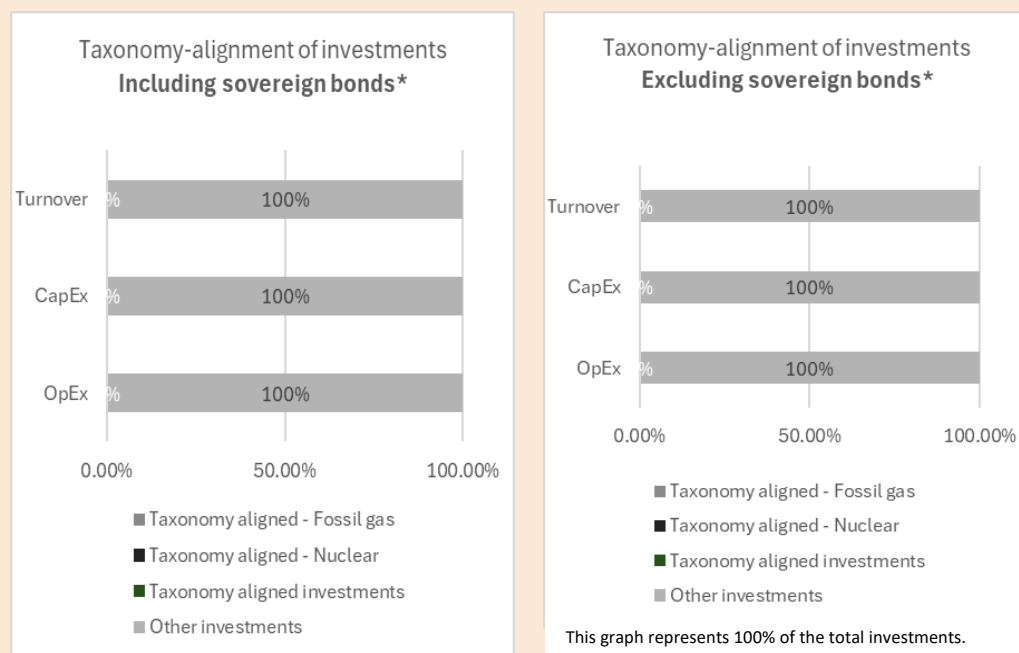 Taxonomy-alignment of investments
Including sovereign bonds*
Turnover
%
100%
CapEx
%
100%
OpEx
%
100%
0.00%
50.00%
100.00%
Taxonomy aligned - Fossil gas
Taxonomy aligned - Nuclear
Taxonomy aligned investments
Other investments
Taxonomy-alignment of investments
Excluding sovereign bonds*
Turnover
%
100%
CapEx
%
100%
OpEx
%
100%
0.00%
50.00%
100.00%
Taxonomy aligned - Fossil gas
Taxonomy aligned - Nuclear
Taxonomy aligned investments
Other investments
This graph represents 100% of the total investments.